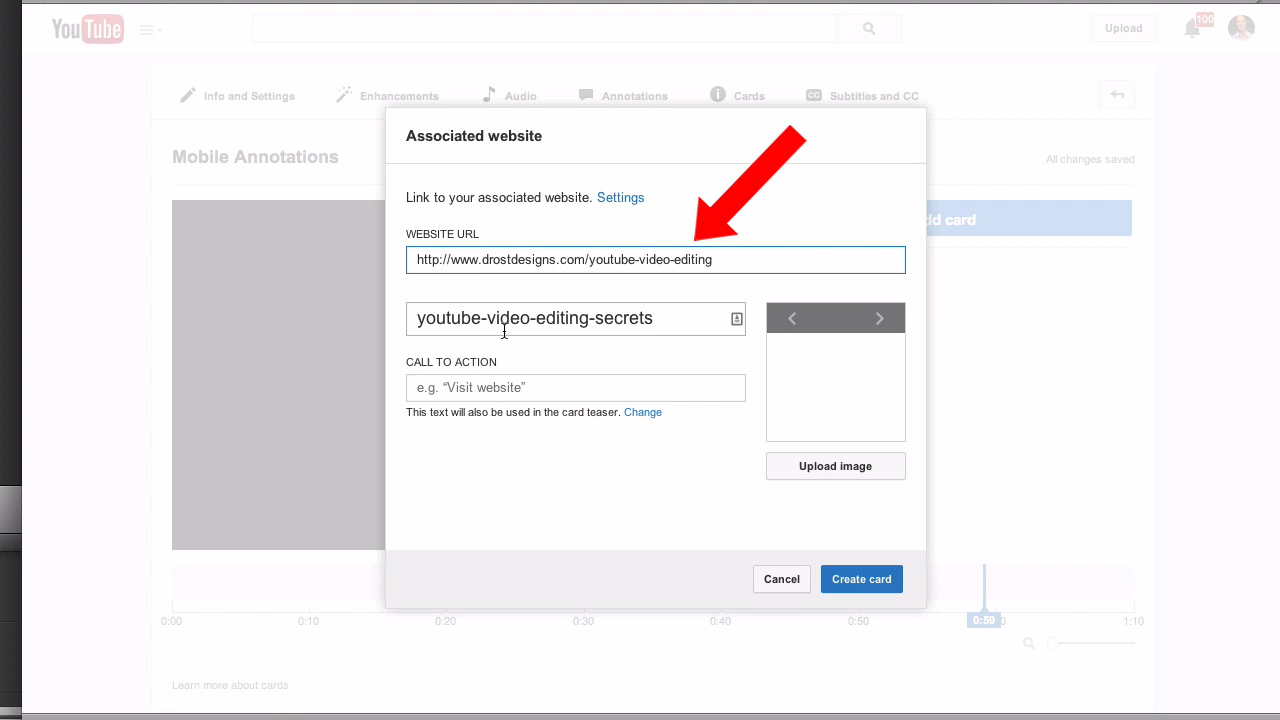 YouTube
Upload
100
Info and Settings
Enhancements
Audio
Annotations
Cards
CC Subtitles and CC
Mobile Annotations
All changes saved
Associated website
Link to your associated website. Settings
WEBSITE URL
http://www.drostdesigns.com/youtube-video-editing
youtube-video-editing-secrets
CALL TO ACTION
e.g. “Visit website”
This text will also be used in the card teaser. Change
Upload image
Cancel
Create card
card
0:00
0:10
0:20
0:30
0:40
0:50
0:59
1:10
Learn more about cards